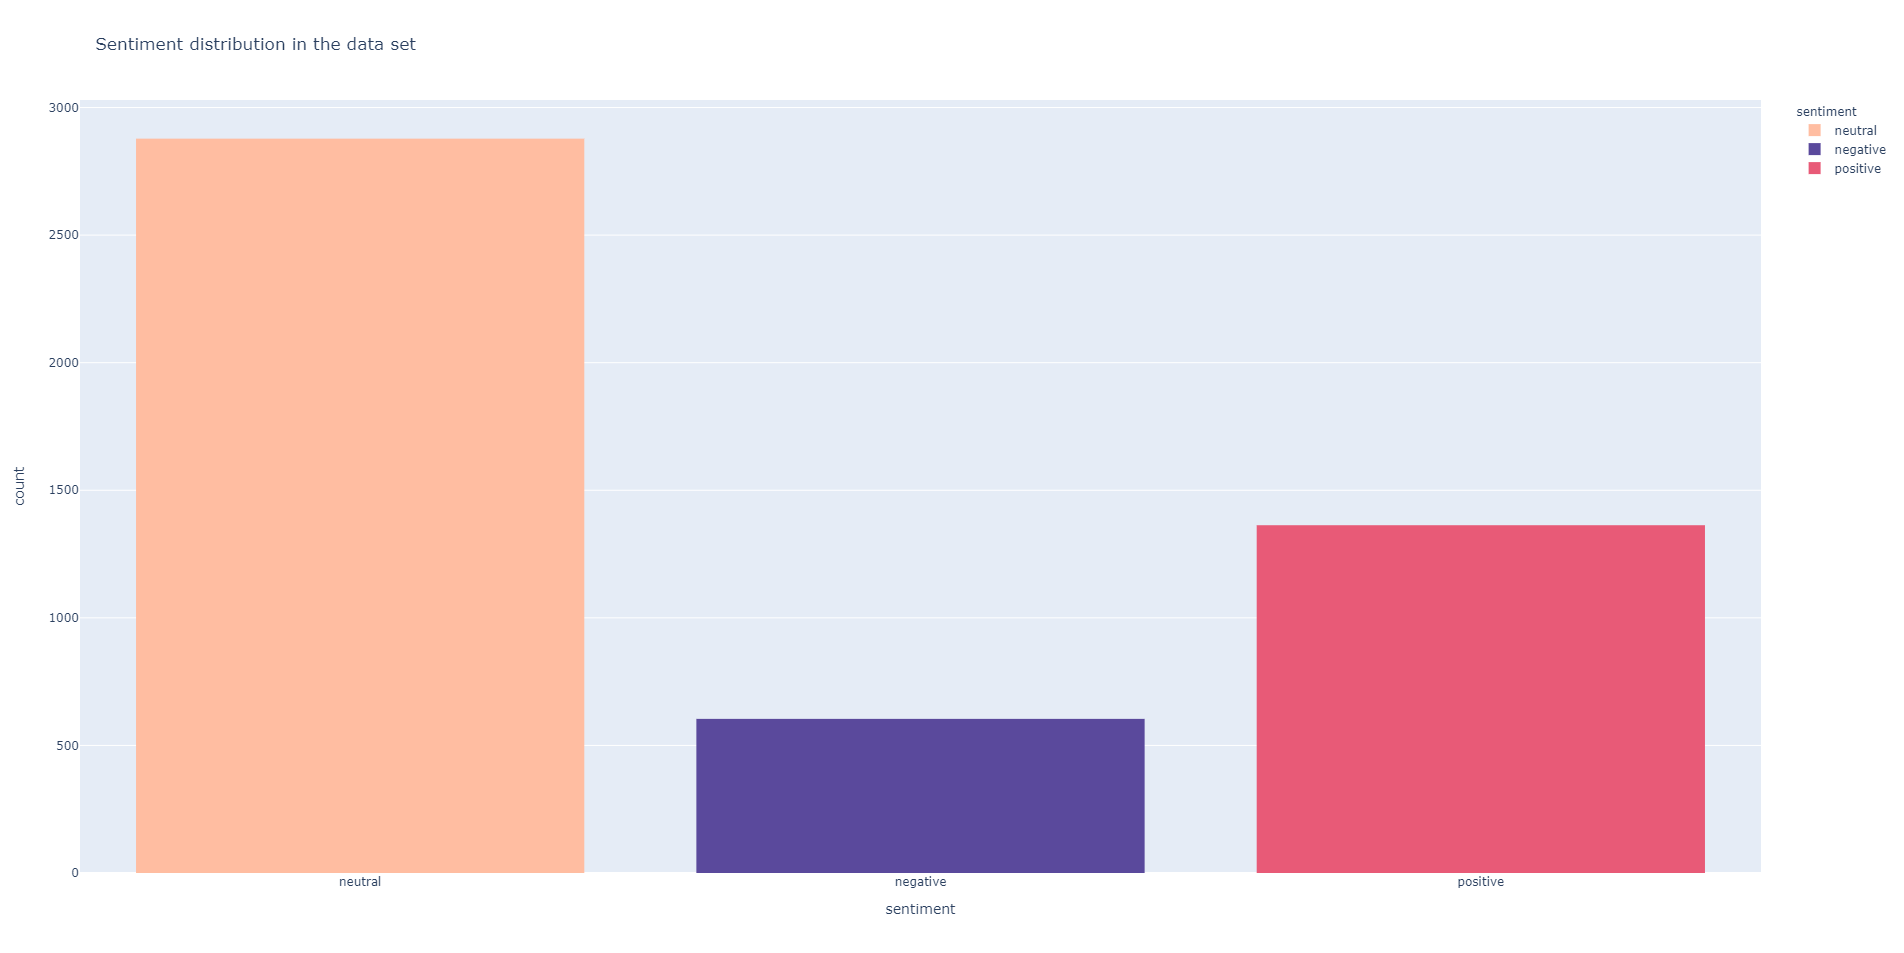 Sentiment distribution in the data set
3000
2500
2000
1500
1000
500
0
count
neutral
negative
positive
sentiment
sentiment
neutral
negative
positive